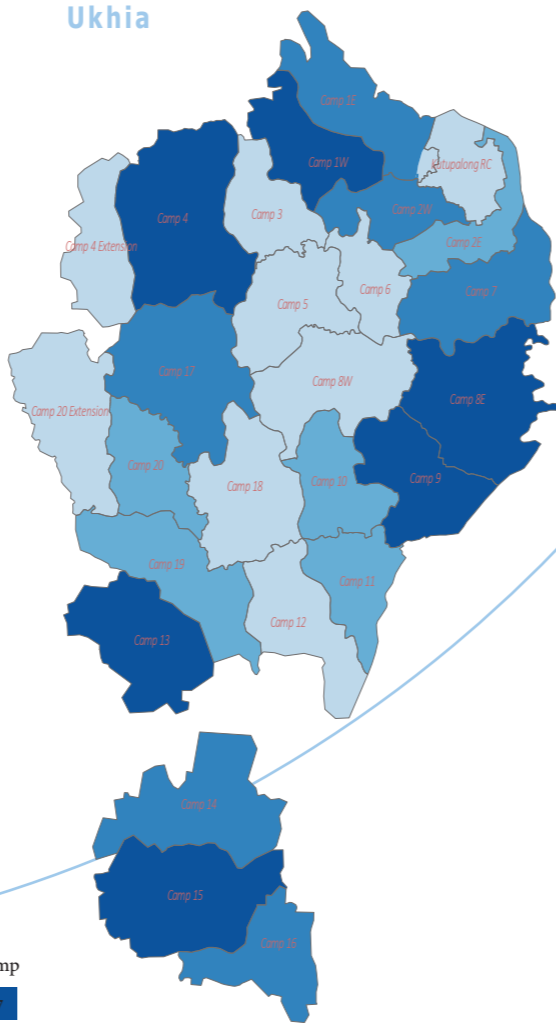 Ukhia
Camp 1E
Camp 1W
Kutupalong RC
Camp 4
Camp 3
Camp 2W
Camp 2E
Camp 4 Extension
Camp 5
Camp 6
Camp 7
Camp 17
Camp 8W
Camp 8E
Camp 20 Extension
Camp 20
Camp 18
Camp 10
Camp 9
Camp 19
Camp 11
Camp 12
Camp 13
Camp 14
Camp 15
Camp 16
mp